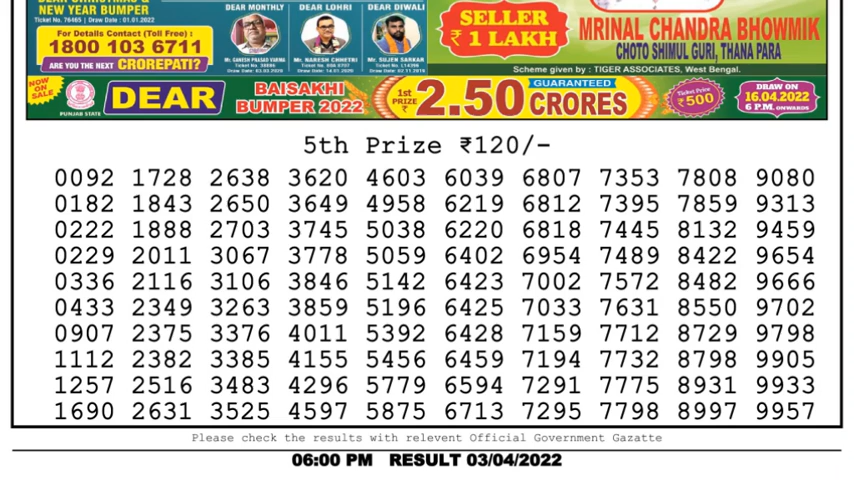 DEAR CHRISTMAS &
NEW YEAR BUMPER
Ticket No. 76465 | Draw Date : 01.01.2022
For Details Contact (Toll Free) :
1800 103 6711
ARE YOU THE NEXT CROREPATI?
DEAR MONTHLY
Mr. GANESH PRASAD VARMA
DEAR LOHRI
Mr. NARESH CHHETRI
DEAR DIWALI
Mr. SUJEN SARKAR
SELLER
₹ 1 LAKH
MRINAL CHANDRA BHOWMIK
CHOTO SHIMUL GURI, THANA PARA
Scheme given by : TIGER ASSOCIATES, West Bengal.
NOW ON SALE
PUNJAB STATE
DEAR
BAISAKHI
BUMPER 2022
1st
PRIZE
₹
2.50
GUARANTEED
CRORES
Ticket Price
₹500
DRAW ON
16.04.2022
6 P.M. ONWARDS
5th Prize ₹120/-
0092 1728 2638 3620 4603 6039 6807 7353 7808 9080
0182 1843 2650 3649 4958 6219 6812 7395 7859 9313
0222 1888 2703 3745 5038 6220 6818 7445 8132 9459
0229 2011 3067 3778 5059 6402 6954 7489 8422 9654
0336 2116 3106 3846 5142 6423 7002 7572 8482 9666
0433 2349 3263 3859 5196 6425 7033 7631 8550 9702
0907 2375 3376 4011 5392 6428 7159 7712 8729 9798
1112 2382 3385 4155 5456 6459 7194 7732 8798 9905
1257 2516 3483 4296 5779 6594 7291 7775 8931 9933
1690 2631 3525 4597 5875 6713 7295 7798 8997 9957
Please check the results with relevent Official Government Gazatte
06:00 PM RESULT 03/04/2022